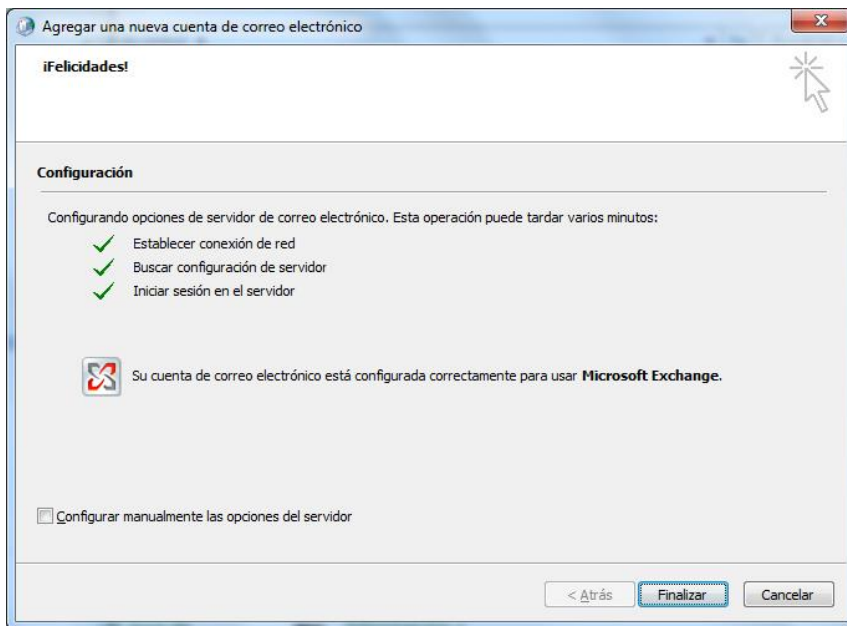 Agregar una nueva cuenta de correo electrónico
¡Felicidades!
Configuración
Configurando opciones de servidor de correo electrónico. Esta operación puede tardar varios minutos:
Establecer conexión de red
Buscar configuración de servidor
Iniciar sesión en el servidor
Su cuenta de correo electrónico está configurada correctamente para usar Microsoft Exchange.
Configurar manualmente las opciones del servidor
< Atrás Finalizar Cancelar